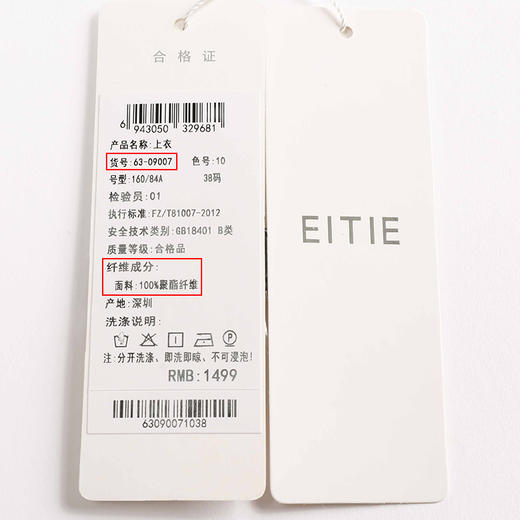 合格证
6 943050 329681
产品名称:上衣
货号:63-09007 色号:10
号型:160/84A 38码
检验员:01
执行标准:FZ/T81007-2012
安全技术类别:GB18401 B类
质量等级:合格品
纤维成分:
面料:100%聚酯纤维
产地:深圳
洗涤说明:
P
注:分开洗涤、即洗即晾、不可浸泡!
RMB:1499
63090071038
EITIE